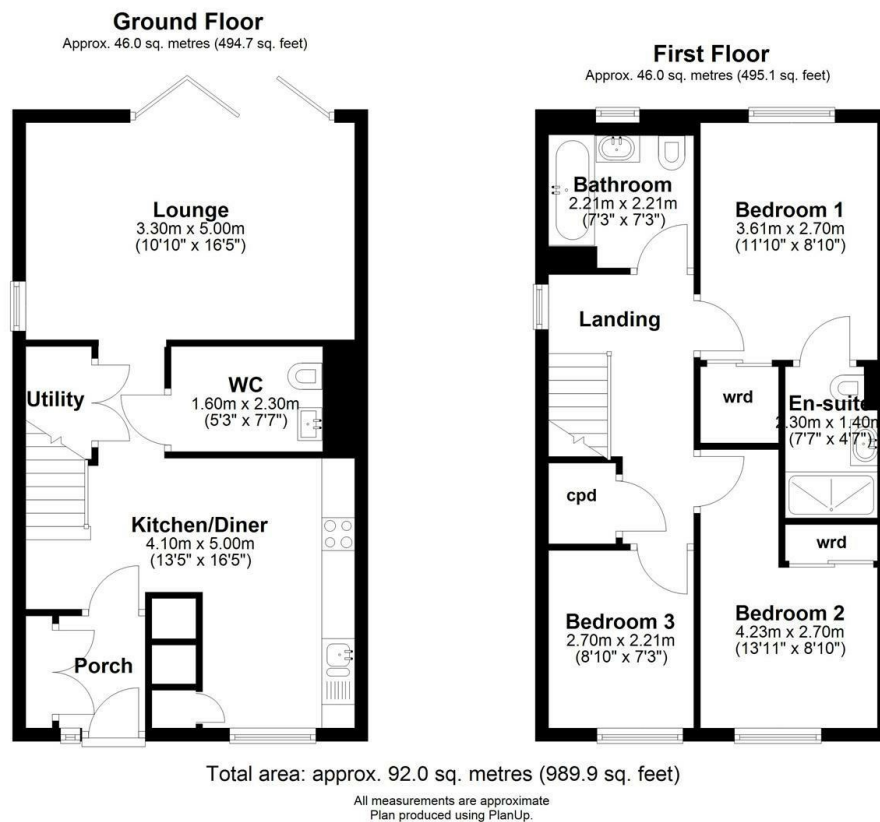 Ground Floor
Approx. 46.0 sq. metres (494.7 sq. feet)
Lounge
3.30m x 5.00m
(10'10" x 16'5")
Utility
WC
1.60m x 2.30m
(5'3" x 7'7")
Kitchen/Diner
4.10m x 5.00m
(13'5" x 16'5")
Porch
First Floor
Approx. 46.0 sq. metres (495.1 sq. feet)
Bathroom
2.21m x 2.21m
(7'3" x 7'3")
Bedroom 1
3.61m x 2.70m
(11'10" x 8'10")
Landing
wrd
En-suite
2.30m x 1.40m
(7'7" x 4'7")
cpd
wrd
Bedroom 3
2.70m x 2.21m
(8'10" x 7'3")
Bedroom 2
4.23m x 2.70m
(13'11" x 8'10")
Total area: approx. 92.0 sq. metres (989.9 sq. feet)
All measurements are approximate
Plan produced using PlanUp.